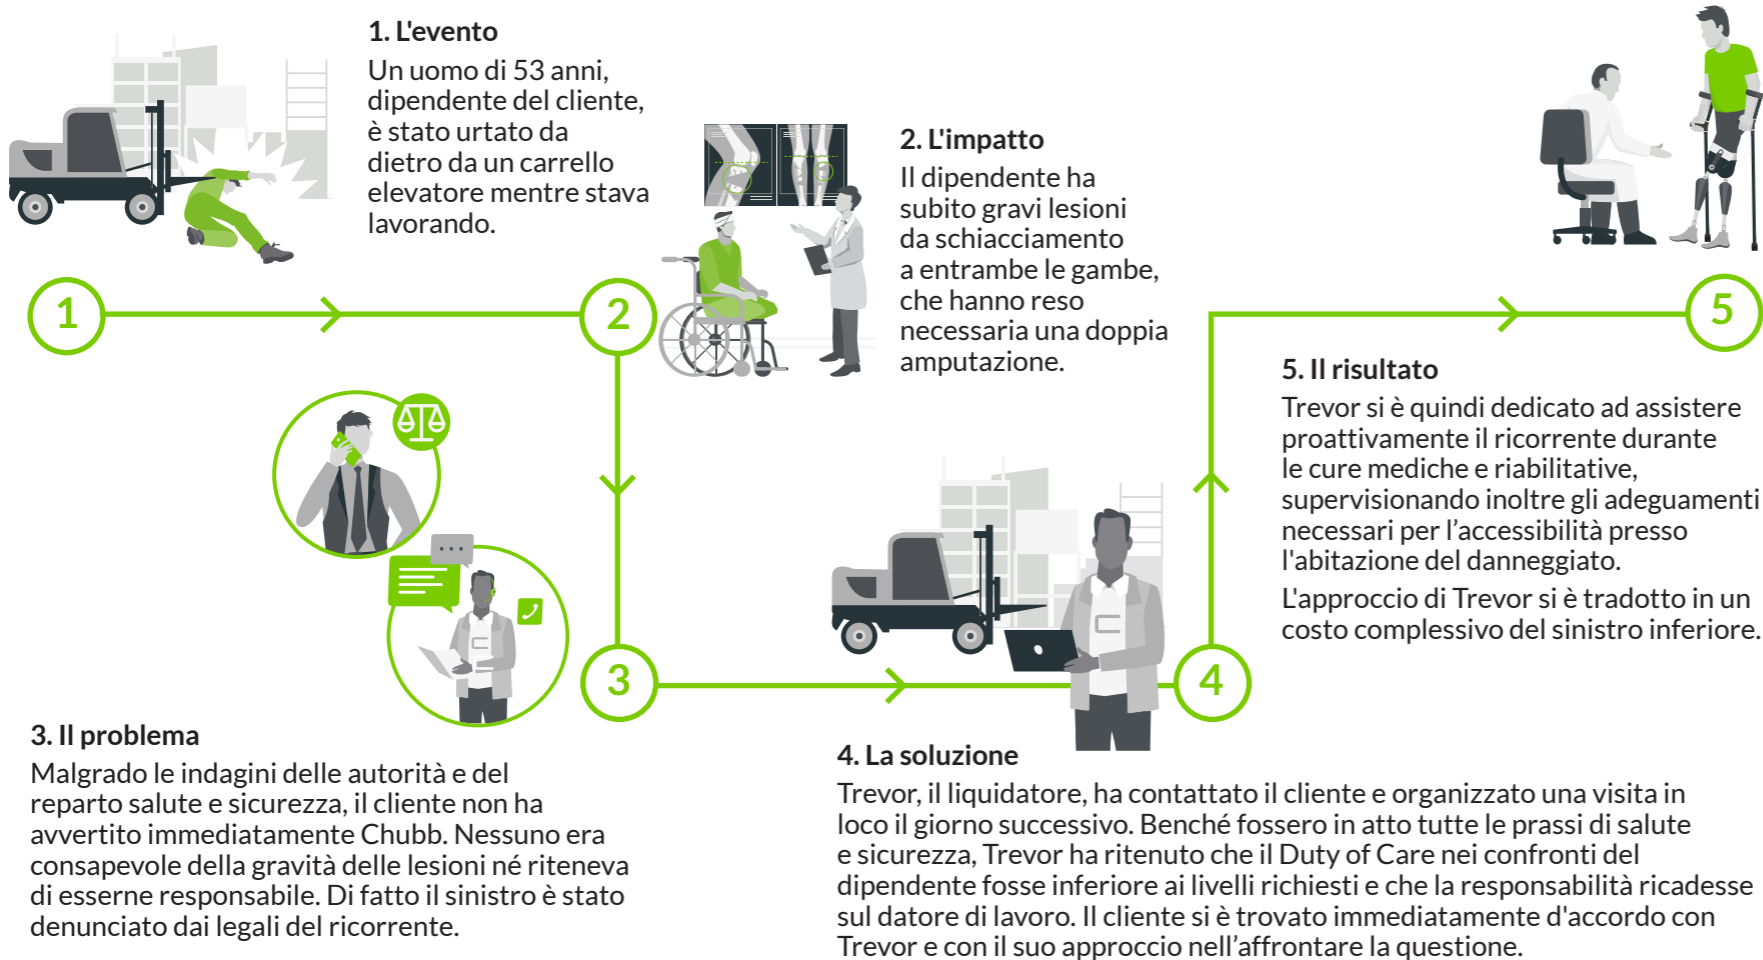 1. L'evento
Un uomo di 53 anni,
dipendente del cliente,
è stato urtato da
dietro da un carrello
elevatore mentre stava
lavorando.
2. L'impatto
Il dipendente ha
subito gravi lesioni
da schiacciamento
a entrambe le gambe,
che hanno reso
necessaria una doppia
amputazione.
1
2
5
5. Il risultato
Trevor si è quindi dedicato ad assistere
proattivamente il ricorrente durante
le cure mediche e riabilitative,
supervisionando inoltre gli adeguamenti
necessari per l’accessibilità presso
l'abitazione del danneggiato.
L'approccio di Trevor si è tradotto in un
costo complessivo del sinistro inferiore.
3
4
3. Il problema
Malgrado le indagini delle autorità e del
reparto salute e sicurezza, il cliente non ha
avvertito immediatamente Chubb. Nessuno era
consapevole della gravità delle lesioni né riteneva
di esserne responsabile. Di fatto il sinistro è stato
denunciato dai legali del ricorrente.
4. La soluzione
Trevor, il liquidatore, ha contattato il cliente e organizzato una visita in
loco il giorno successivo. Benché fossero in atto tutte le prassi di salute
e sicurezza, Trevor ha ritenuto che il Duty of Care nei confronti del
dipendente fosse inferiore ai livelli richiesti e che la responsabilità ricadesse
sul datore di lavoro. Il cliente si è trovato immediatamente d'accordo con
Trevor e con il suo approccio nell’affrontare la questione.